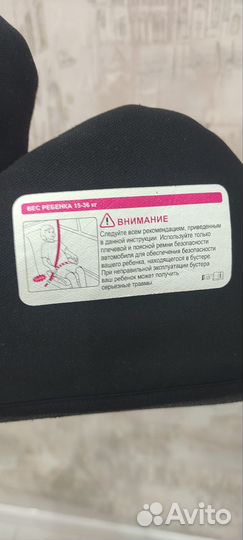 ВЕС РЕБЕНКА 15-36 кг
ВНИМАНИЕ
Следуйте всем рекомендациям, приведенным
в данной инструкции. Используйте только
плечевой и поясной ремни безопасности
автомобиля для обеспечения безопасности
вашего ребенка, находящегося в бустере.
При неправильной эксплуатации бустера
ваш ребенок может получить
серьезные травмы.
Avito